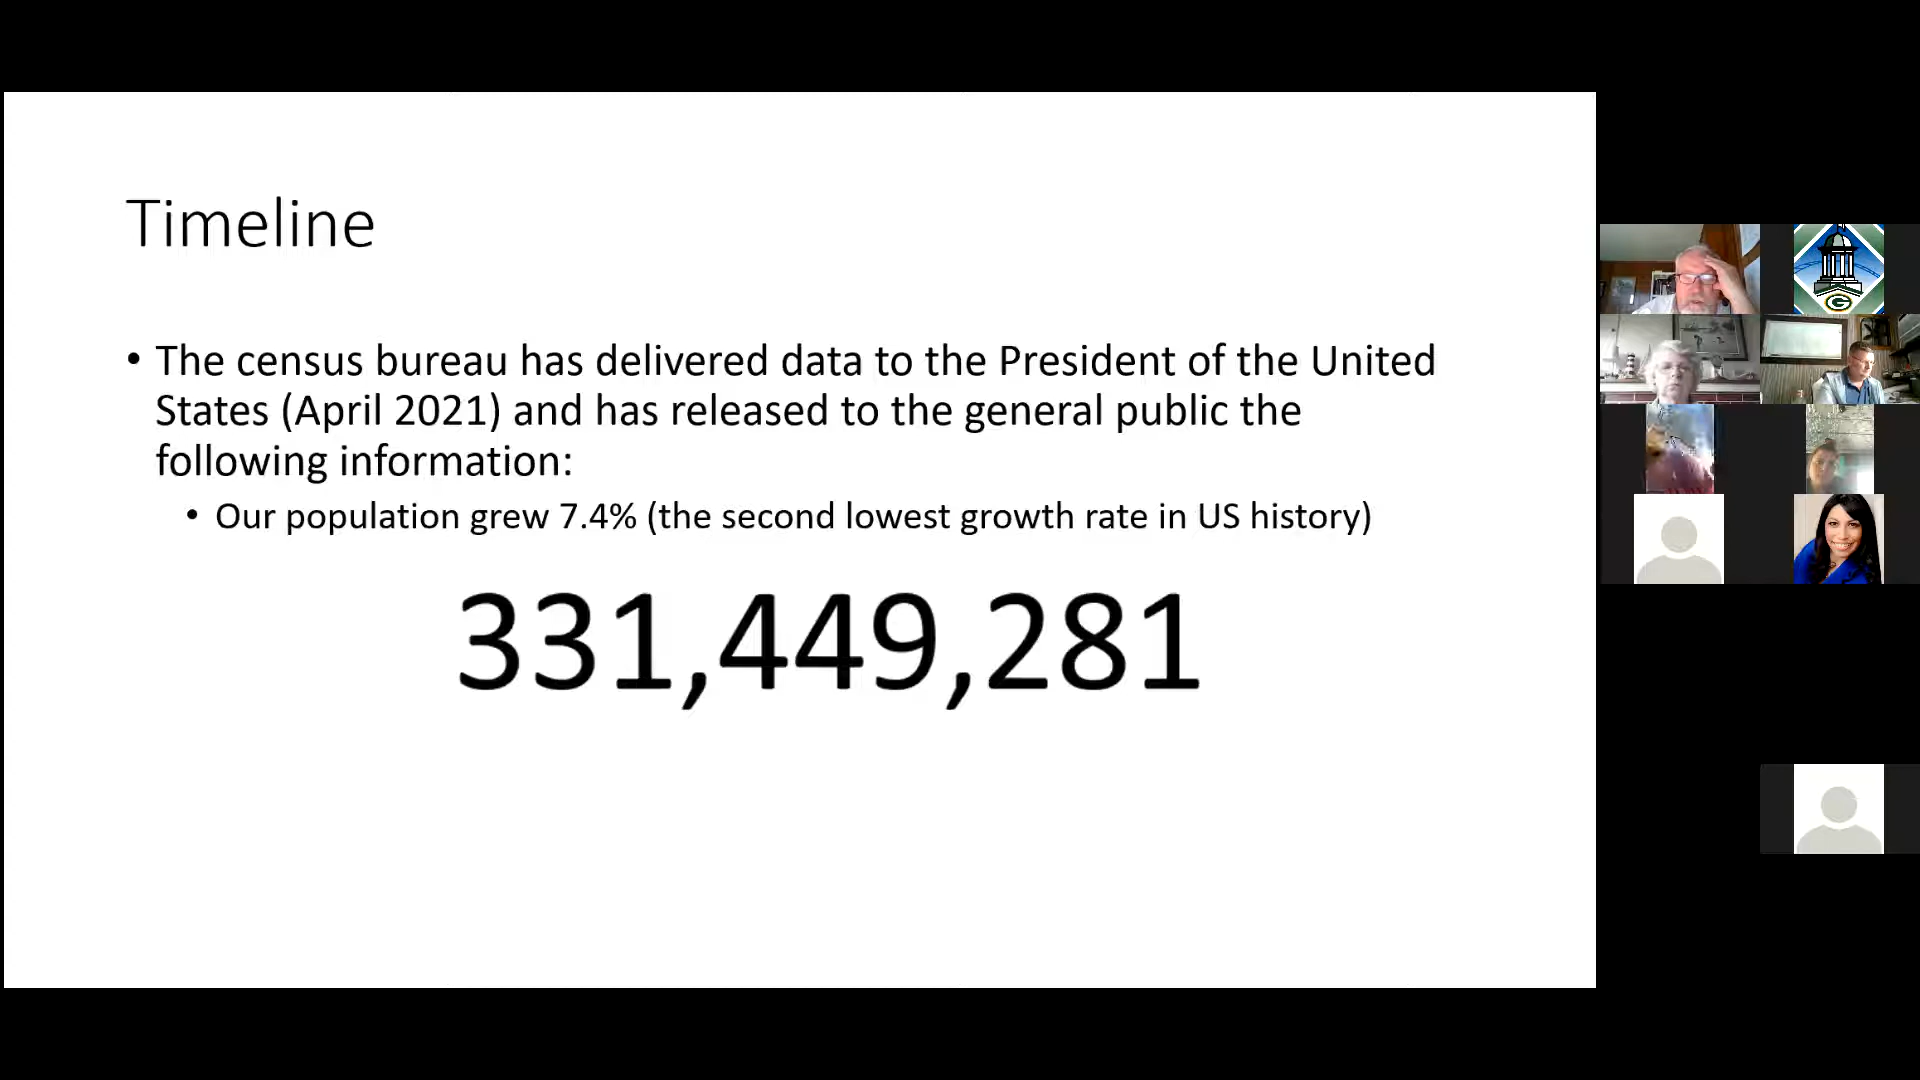 Timeline
• The census bureau has delivered data to the President of the United
States (April 2021) and has released to the general public the
following information:
• Our population grew 7.4% (the second lowest growth rate in US history)
331,449,281
G